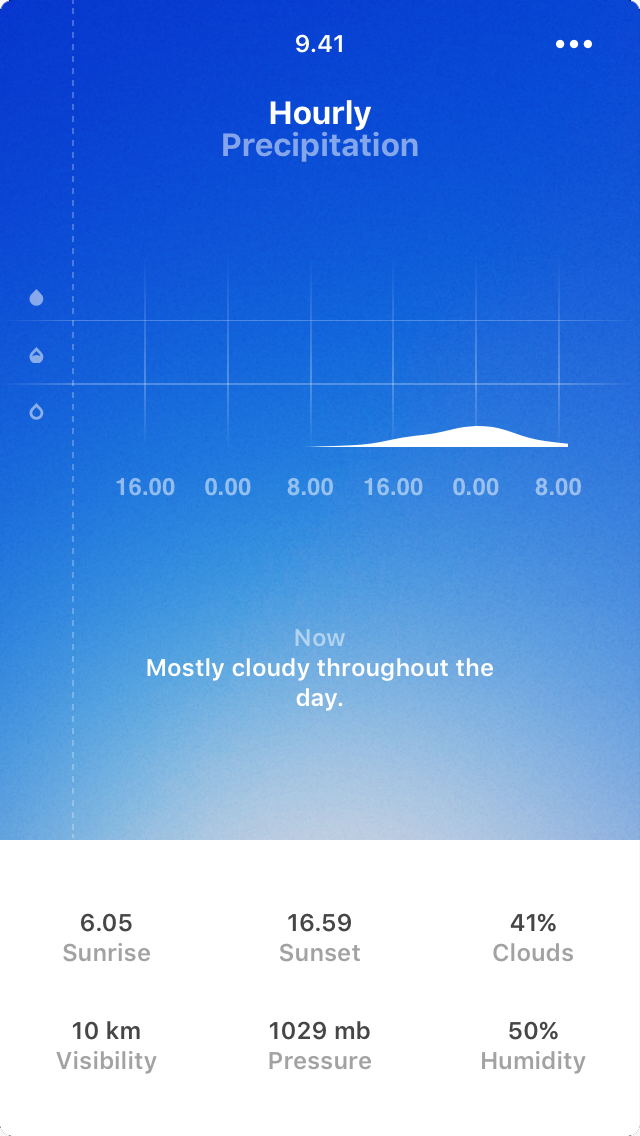 9.41
Hourly
Precipitation
16.00 0.00 8.00 16.00 0.00 8.00
Now
Mostly cloudy throughout the
day.
6.05 16.59 41%
Sunrise Sunset Clouds
10 km 1029 mb 50%
Visibility Pressure Humidity